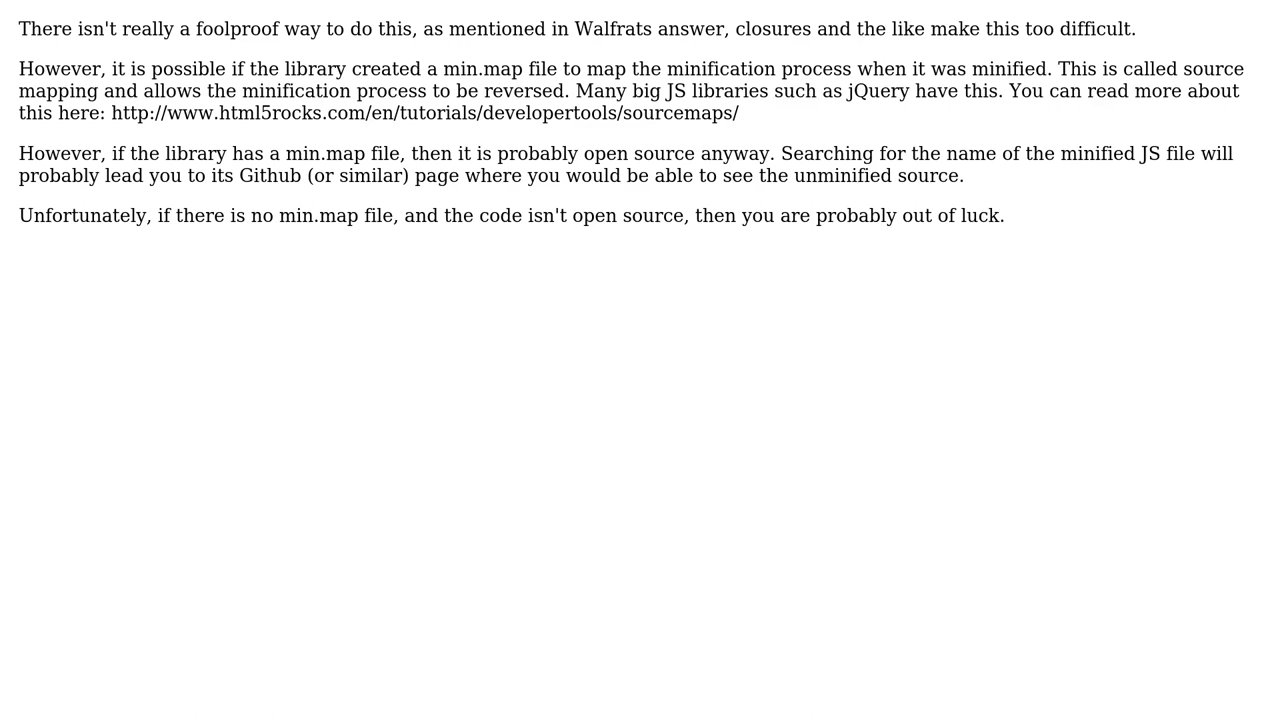 There isn't really a foolproof way to do this, as mentioned in Walfrats answer, closures and the like make this too difficult.
However, it is possible if the library created a min.map file to map the minification process when it was minified. This is called source
mapping and allows the minification process to be reversed. Many big JS libraries such as jQuery have this. You can read more about
this here: http://www.html5rocks.com/en/tutorials/developertools/sourcemaps/
However, if the library has a min.map file, then it is probably open source anyway. Searching for the name of the minified JS file will
probably lead you to its Github (or similar) page where you would be able to see the unminified source.
Unfortunately, if there is no min.map file, and the code isn't open source, then you are probably out of luck.